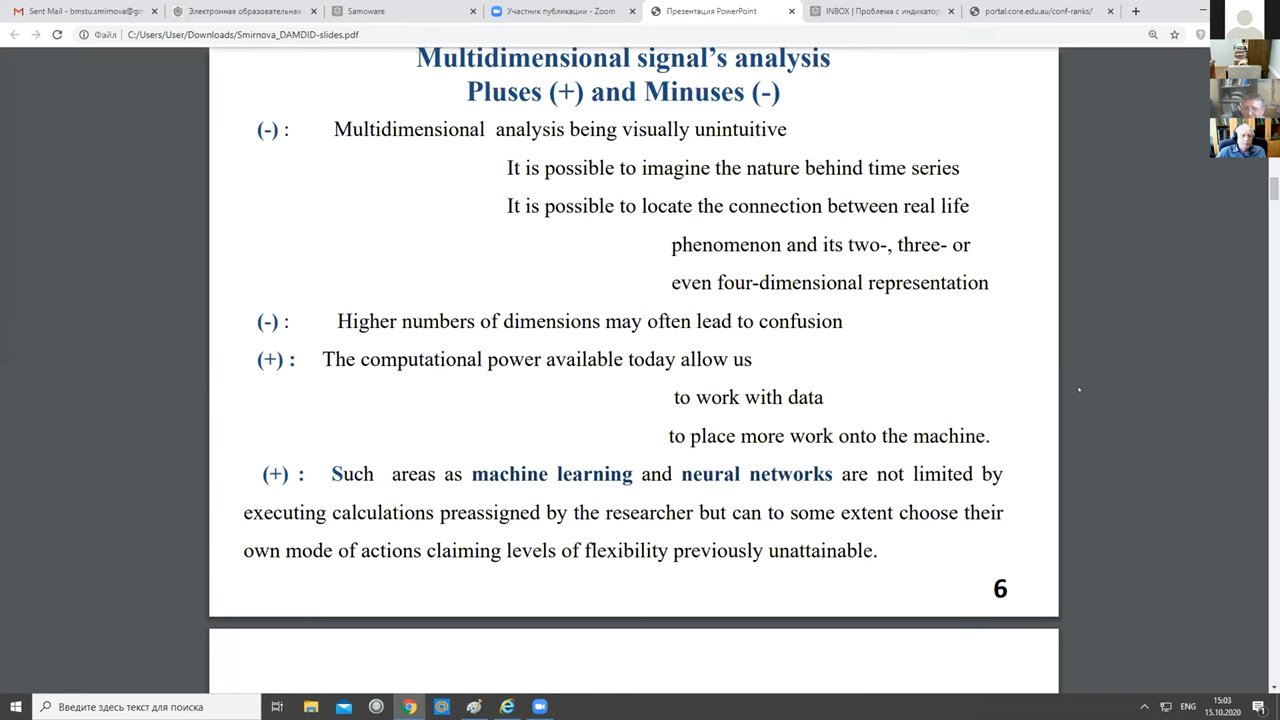 Sent Mail - bmstu.smirnova@gm
Электронная образовательная
Samoware
Участник публикации - Zoom
Презентация PowerPoint
INBOX | Проблема с индикатор
portal.core.edu.au/conf-ranks/
Файл
C:/Users/User/Downloads/Smirnova_DAMDID-slides.pdf
Multidimensional signal’s analysis
Pluses (+) and Minuses (-)
(-) : Multidimensional analysis being visually unintuitive
It is possible to imagine the nature behind time series
It is possible to locate the connection between real life
phenomenon and its two-, three- or
even four-dimensional representation
(-) : Higher numbers of dimensions may often lead to confusion
(+) : The computational power available today allow us
to work with data
to place more work onto the machine.
(+) : Such areas as machine learning and neural networks are not limited by
executing calculations preassigned by the researcher but can to some extent choose their
own mode of actions claiming levels of flexibility previously unattainable.
6
Введите здесь текст для поиска
ENG
15:03
15.10.2020